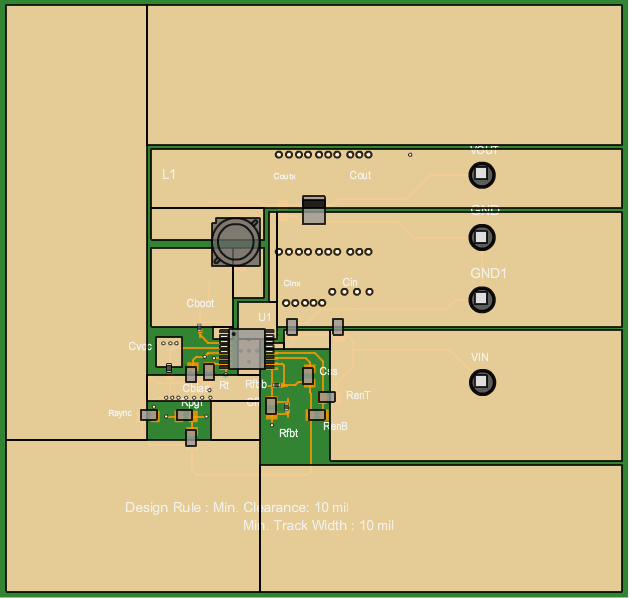 VOUT
L1
Coutx
Cout
GND
GND1
Cinx
Cin
Cboot
U1
Cvcc
VIN
Css
Cbias
Rt
Rfbb
RenT
Rpgf
Rsync
RenB
Rfbt
Design Rule : Min. Clearance: 10 mil
Min. Track Width : 10 mil